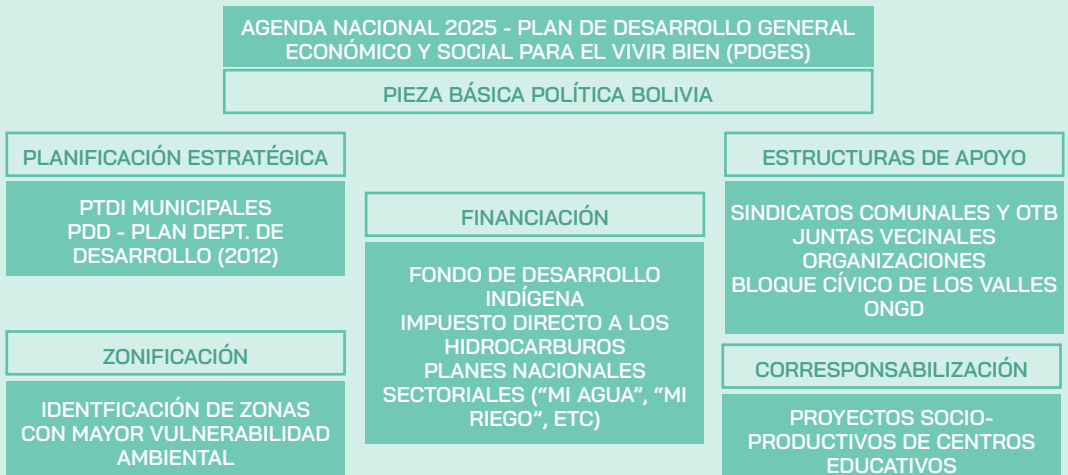 AGENDA NACIONAL 2025 - PLAN DE DESARROLLO GENERAL
ECONÓMICO Y SOCIAL PARA EL VIVIR BIEN (PDGES)
PIEZA BÁSICA POLÍTICA BOLIVIA
PLANIFICACIÓN ESTRATÉGICA
PTDI MUNICIPALES
PDD - PLAN DEPT. DE
DESARROLLO (2012)
ZONIFICACIÓN
IDENTFICACIÓN DE ZONAS
CON MAYOR VULNERABILIDAD
AMBIENTAL
FINANCIACIÓN
FONDO DE DESARROLLO
INDÍGENA
IMPUESTO DIRECTO A LOS
HIDROCARBUROS
PLANES NACIONALES
SECTORIALES (“MI AGUA”, “MI
RIEGO”, ETC)
ESTRUCTURAS DE APOYO
SINDICATOS COMUNALES Y OTB
JUNTAS VECINALES
ORGANIZACIONES
BLOQUE CÍVICO DE LOS VALLES
ONGD
CORRESPONSABILIZACIÓN
PROYECTOS SOCIO-
PRODUCTIVOS DE CENTROS
EDUCATIVOS